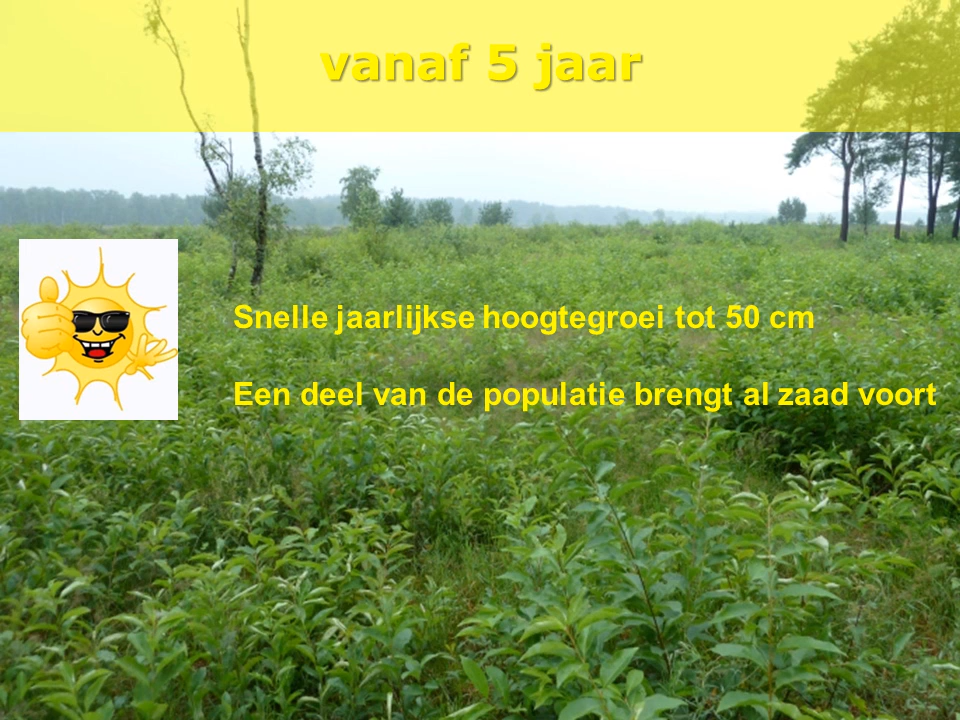 vanaf 5 jaar
Snelle jaarlijkse hoogtegroei tot 50 cm
Een deel van de populatie brengt al zaad voort